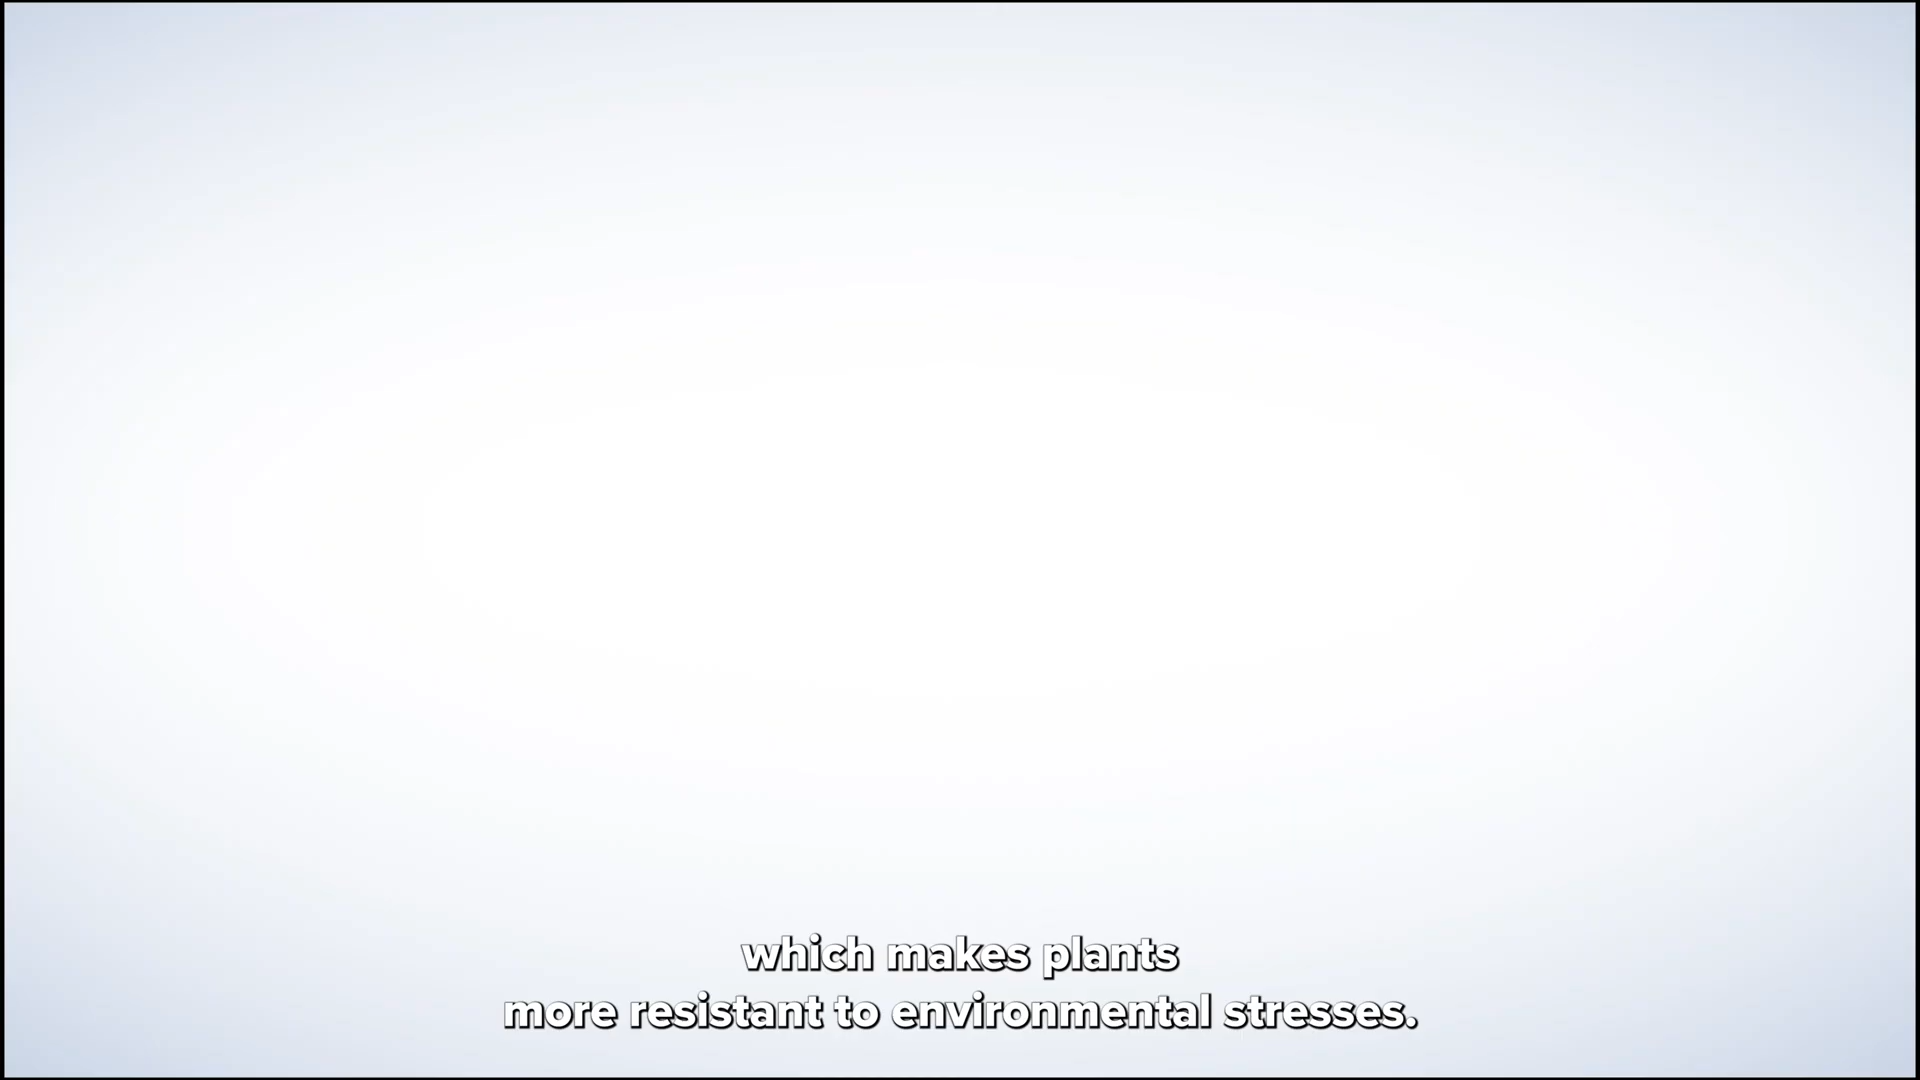 which makes plants
more resistant to environmental stresses.